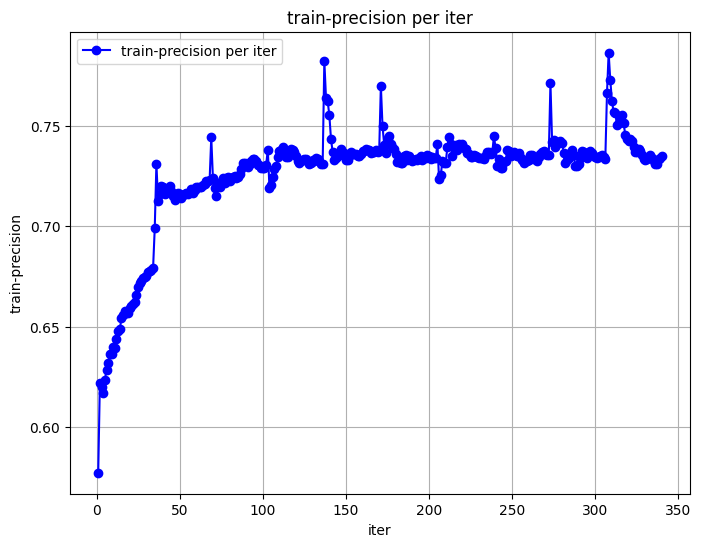 train-precision per iter
train-precision per iter
train-precision
0.75
0.70
0.65
0.60
0 50 100 150 200 250 300 350
iter